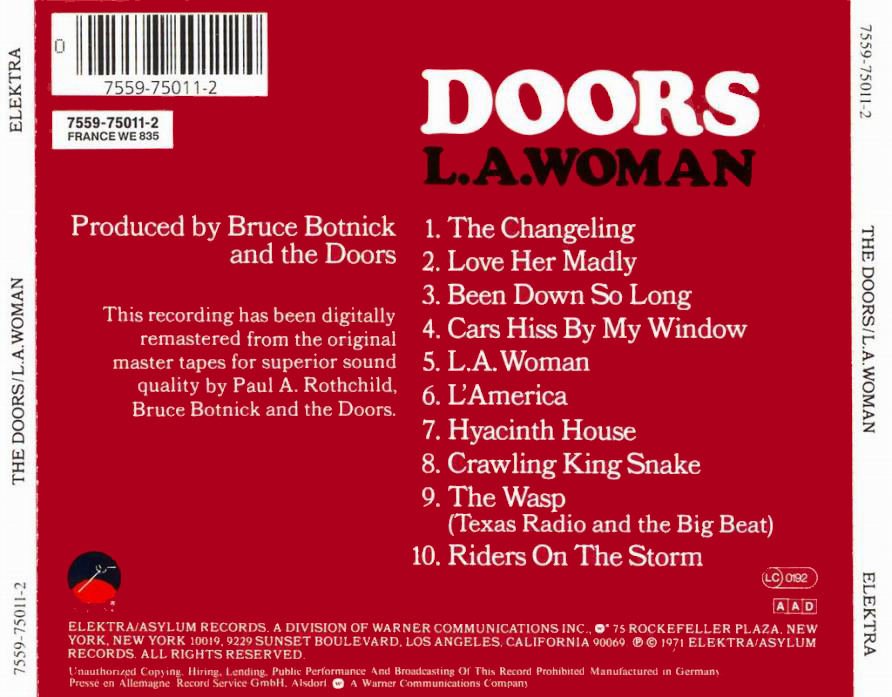 ELEKTRA
THE DOORS/L.A.WOMAN
7559-75011-2
0
7559-75011-2
7559-75011-2
FRANCE WE 835
DOORS
L.A.WOMAN
Produced by Bruce Botnick
and the Doors
This recording has been digitally
remastered from the original
master tapes for superior sound
quality by Paul A. Rothchild,
Bruce Botnick and the Doors.
1. The Changeling
2. Love Her Madly
3. Been Down So Long
4. Cars Hiss By My Window
5. L.A.Woman
6. L'America
7. Hyacinth House
8. Crawling King Snake
9. The Wasp
(Texas Radio and the Big Beat)
10. Riders On The Storm
LC 0192
A A D
ELEKTRA/ASYLUM RECORDS. A DIVISION OF WARNER COMMUNICATIONS INC., 75 ROCKEFELLER PLAZA, NEW
YORK, NEW YORK 10019, 9229 SUNSET BOULEVARD, LOS ANGELES, CALIFORNIA 90069. ℗ © 1971 ELEKTRA/ASYLUM
RECORDS. ALL RIGHTS RESERVED.
Unauthorized Copying, Hiring, Lending, Public Performance And Broadcasting Of This Record Prohibited Manufactured in Germany
Pressé en Allemagne Record Service GmbH, Alsdorf A Warner Communications Company
7559-75011-2
THE DOORS/L.A.WOMAN
ELEKTRA